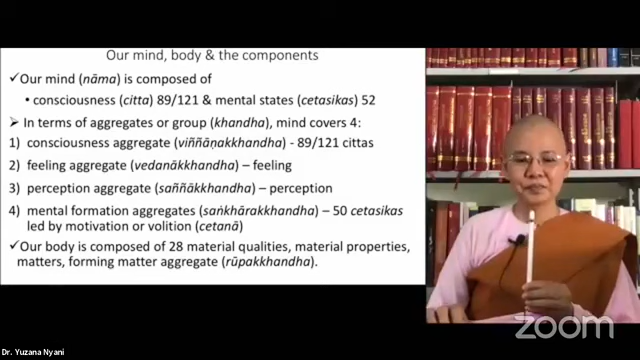 Our mind, body & the components
✓Our mind (nāma) is composed of
• consciousness (citta) 89/121 & mental states (cetasikas) 52
➢ In terms of aggregates or group (khandha), mind covers 4:
1) consciousness aggregate (viññāṇakkhandha) - 89/121 cittas
2) feeling aggregate (vedanākkhandha) – feeling
3) perception aggregate (saññākkhandha) – perception
4) mental formation aggregates (saṅkhārakkhandha) – 50 cetasikas
led by motivation or volition (cetanā)
✓Our body is composed of 28 material qualities, material properties,
matters, forming matter aggregate (rūpakkhandha).
zoom
Dr. Yuzana Nyani